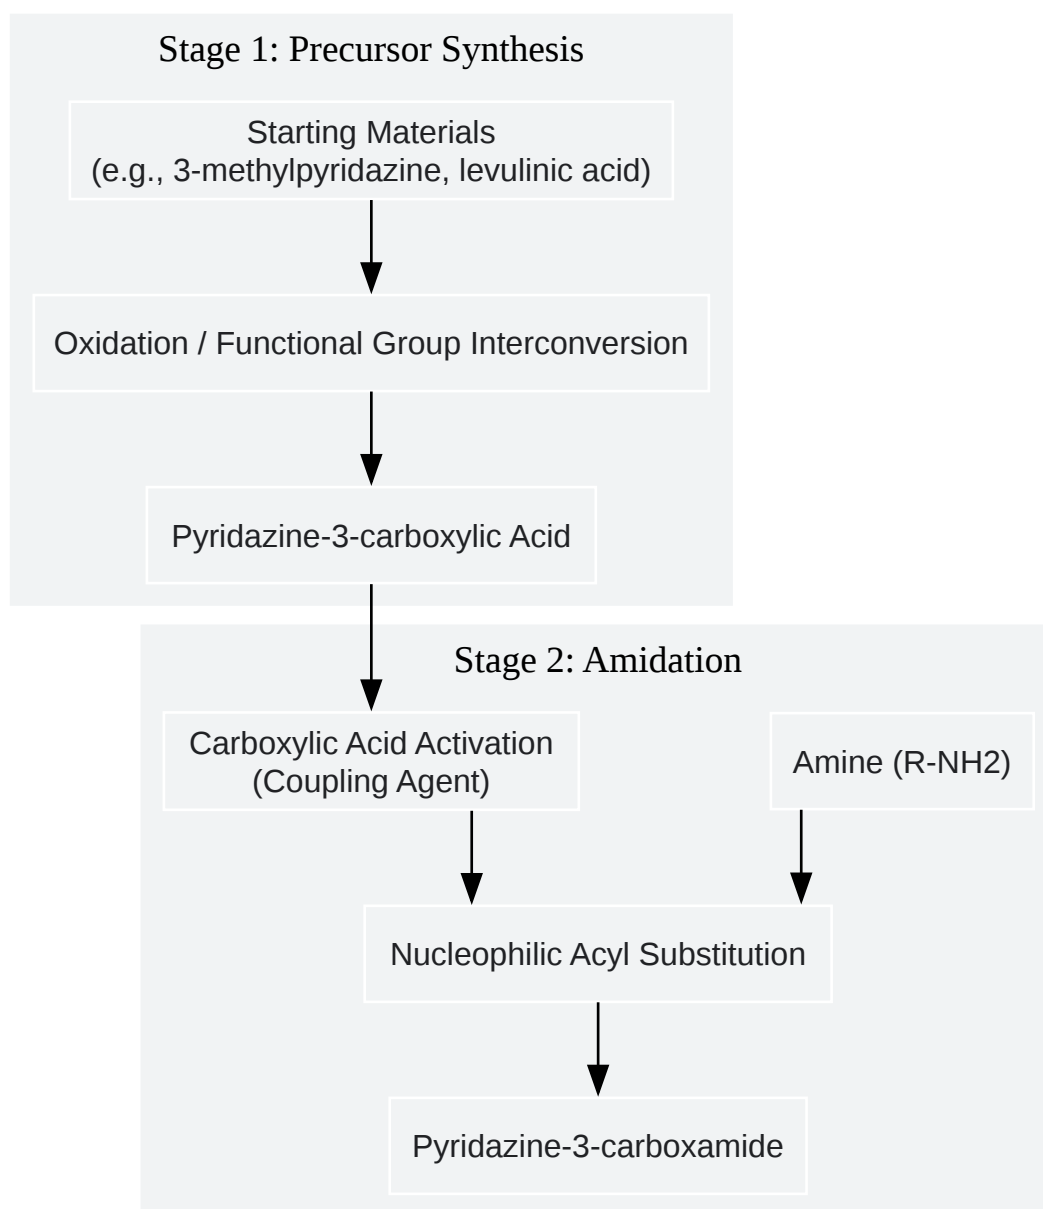 Stage 1: Precursor Synthesis
Starting Materials
(e.g., 3-methylpyridazine, levulinic acid)
Oxidation / Functional Group Interconversion
Pyridazine-3-carboxylic Acid
Stage 2: Amidation
Carboxylic Acid Activation
(Coupling Agent)
Amine (R-NH2)
Nucleophilic Acyl Substitution
Pyridazine-3-carboxamide